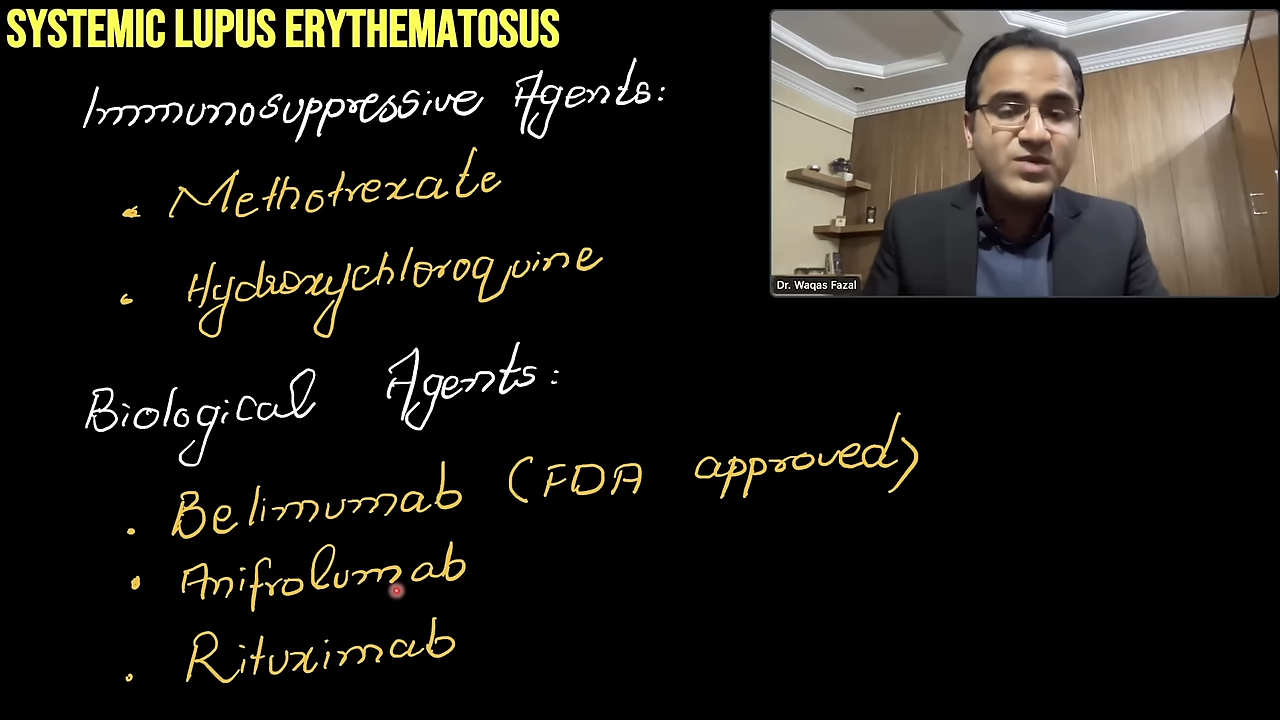 SYSTEMIC LUPUS ERYTHEMATOSUS
Immunosuppressive Agents:
• Methotrexate
• Hydroxychloroquine
Biological Agents:
• Belimumab (FDA approved)
• Anifrolumab
• Rituximab
Dr. Waqas Fazal